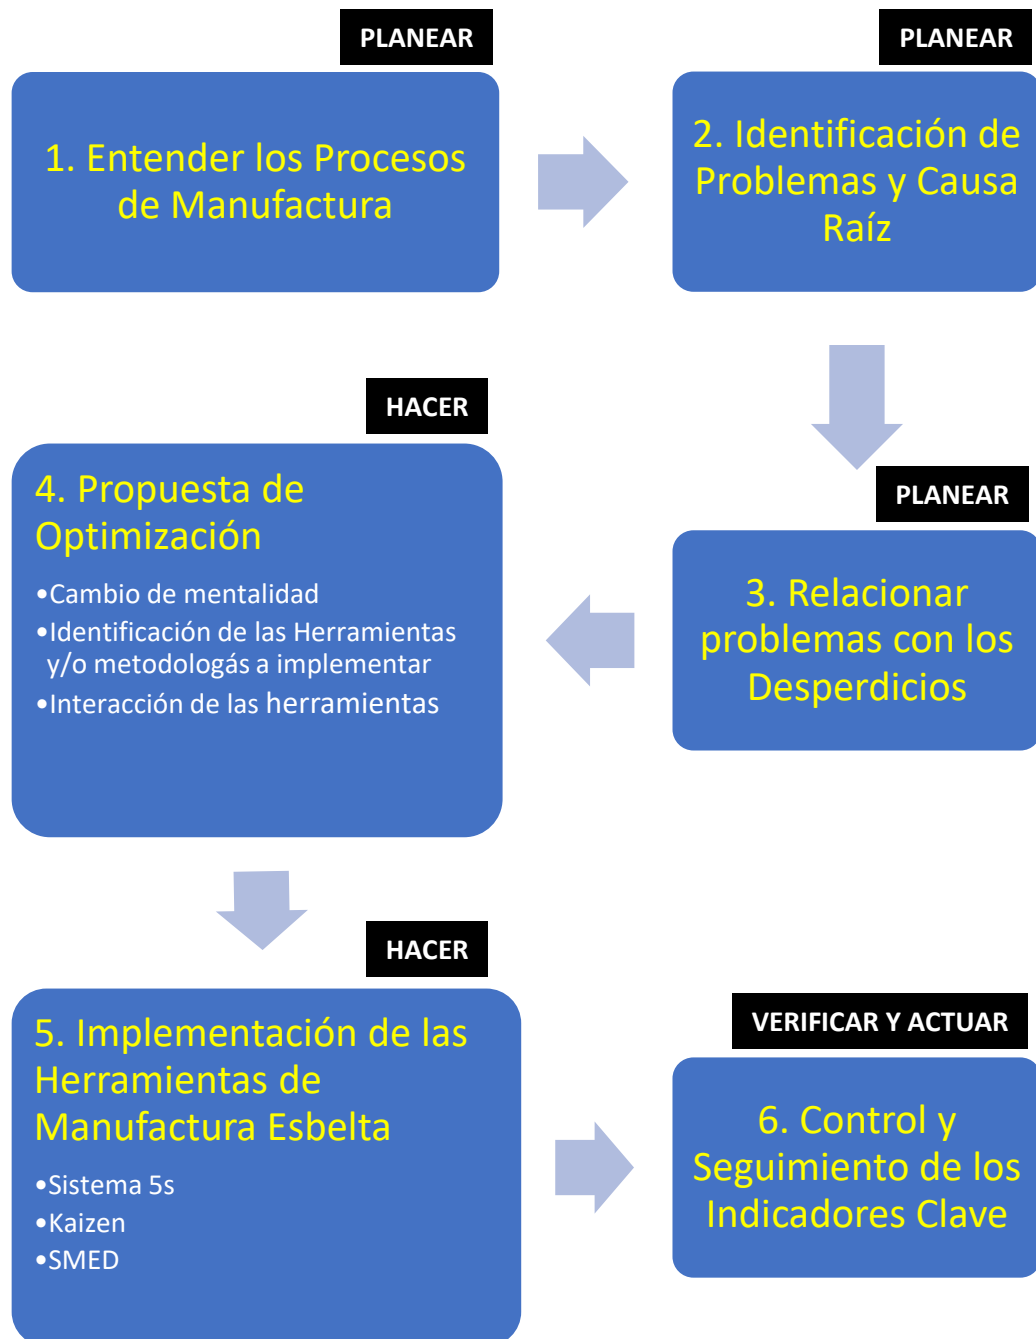 PLANEAR
1. Entender los Procesos
de Manufactura
PLANEAR
2. Identificación de
Problemas y Causa
Raíz
PLANEAR
3. Relacionar
problemas con los
Desperdicios
HACER
4. Propuesta de
Optimización
•Cambio de mentalidad
•Identificación de las Herramientas
y/o metodologás a implementar
•Interacción de las herramientas
HACER
5. Implementación de las
Herramientas de
Manufactura Esbelta
•Sistema 5s
•Kaizen
•SMED
VERIFICAR Y ACTUAR
6. Control y
Seguimiento de los
Indicadores Clave